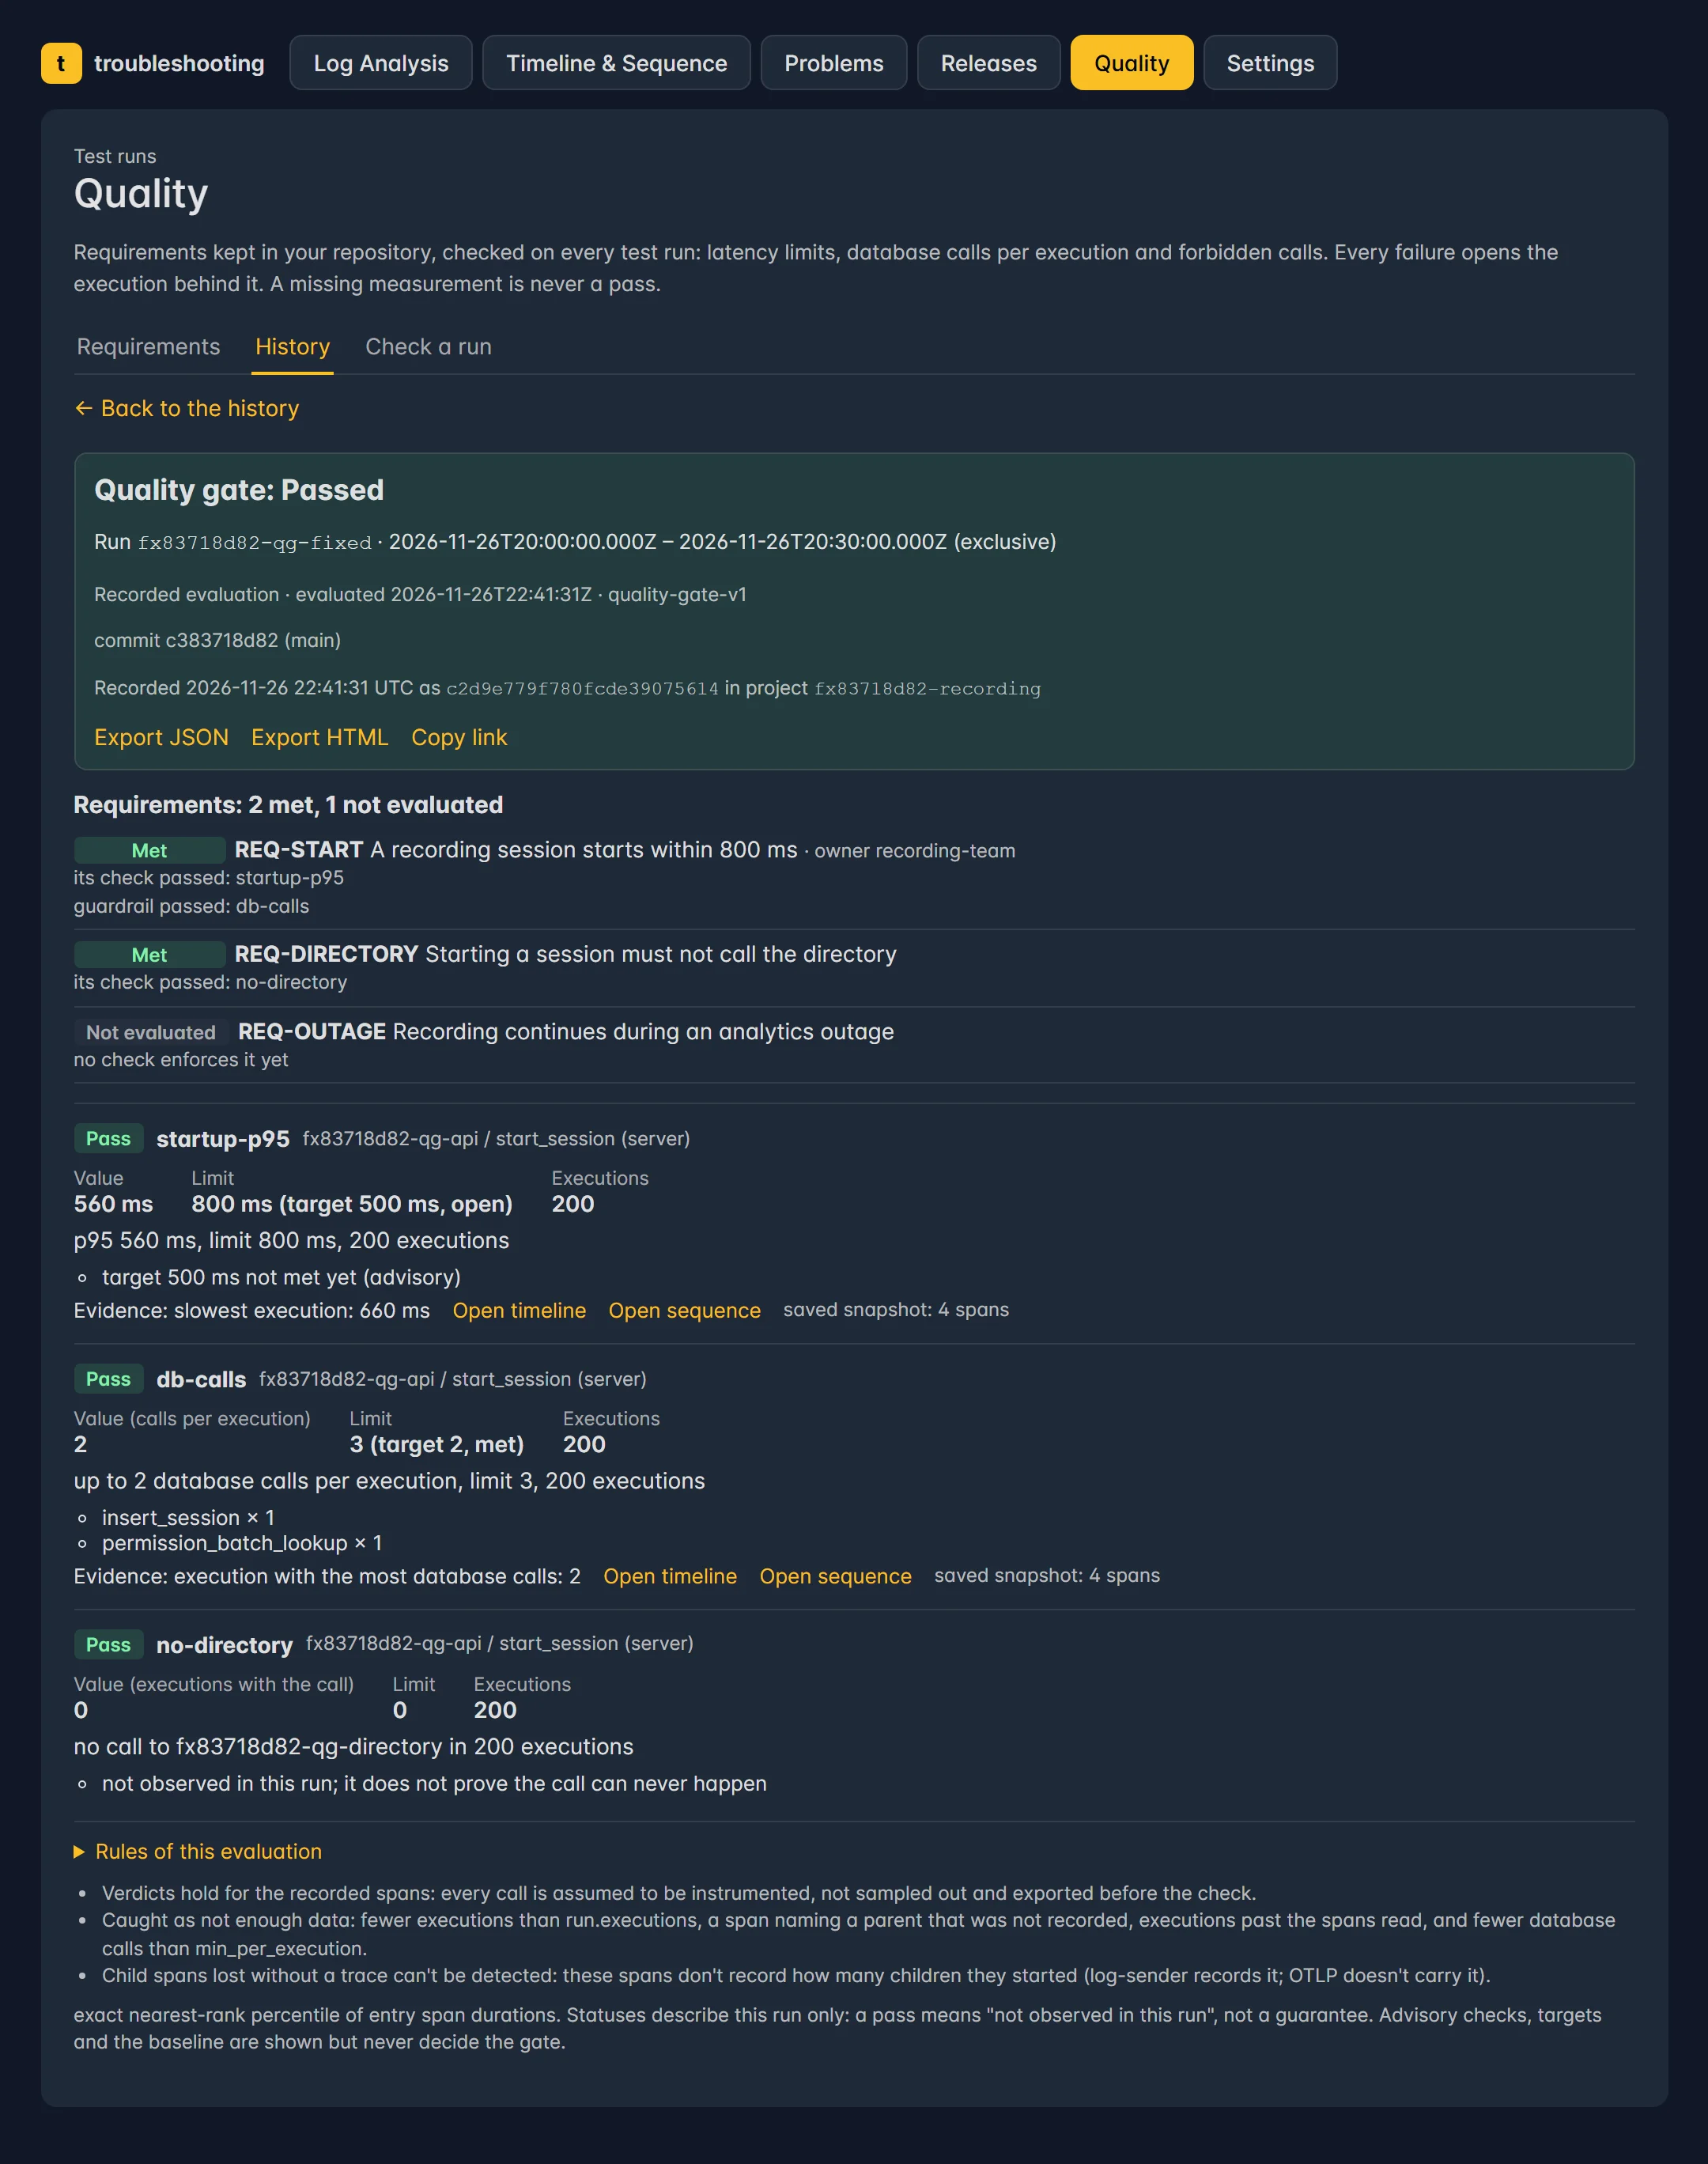 t troubleshooting Log Analysis Timeline & Sequence Problems Releases Quality Settings
Test runs
Quality
Requirements kept in your repository, checked on every test run: latency limits, database calls per execution and forbidden calls. Every failure opens the
execution behind it. A missing measurement is never a pass.
Requirements History Check a run
← Back to the history
Quality gate: Passed
Run fx83718d82-qg-fixed · 2026-11-26T20:00:00.000Z – 2026-11-26T20:30:00.000Z (exclusive)
Recorded evaluation · evaluated 2026-11-26T22:41:31Z · quality-gate-v1
commit c383718d82 (main)
Recorded 2026-11-26 22:41:31 UTC as c2d9e779f780fcde39075614 in project fx83718d82-recording
Export JSON Export HTML Copy link
Requirements: 2 met, 1 not evaluated
Met REQ-START A recording session starts within 800 ms · owner recording-team
its check passed: startup-p95
guardrail passed: db-calls
Met REQ-DIRECTORY Starting a session must not call the directory
its check passed: no-directory
Not evaluated REQ-OUTAGE Recording continues during an analytics outage
no check enforces it yet
Pass startup-p95 fx83718d82-qg-api / start_session (server)
Value Limit Executions
560 ms 800 ms (target 500 ms, open) 200
p95 560 ms, limit 800 ms, 200 executions
◦ target 500 ms not met yet (advisory)
Evidence: slowest execution: 660 ms Open timeline Open sequence saved snapshot: 4 spans
Pass db-calls fx83718d82-qg-api / start_session (server)
Value (calls per execution) Limit Executions
2 3 (target 2, met) 200
up to 2 database calls per execution, limit 3, 200 executions
◦ insert_session × 1
◦ permission_batch_lookup × 1
Evidence: execution with the most database calls: 2 Open timeline Open sequence saved snapshot: 4 spans
Pass no-directory fx83718d82-qg-api / start_session (server)
Value (executions with the call) Limit Executions
0 0 200
no call to fx83718d82-qg-directory in 200 executions
◦ not observed in this run; it does not prove the call can never happen
▶ Rules of this evaluation
• Verdicts hold for the recorded spans: every call is assumed to be instrumented, not sampled out and exported before the check.
• Caught as not enough data: fewer executions than run.executions, a span naming a parent that was not recorded, executions past the spans read, and fewer database
calls than min_per_execution.
• Child spans lost without a trace can't be detected: these spans don't record how many children they started (log-sender records it; OTLP doesn't carry it).
exact nearest-rank percentile of entry span durations. Statuses describe this run only: a pass means "not observed in this run", not a guarantee. Advisory checks, targets
and the baseline are shown but never decide the gate.